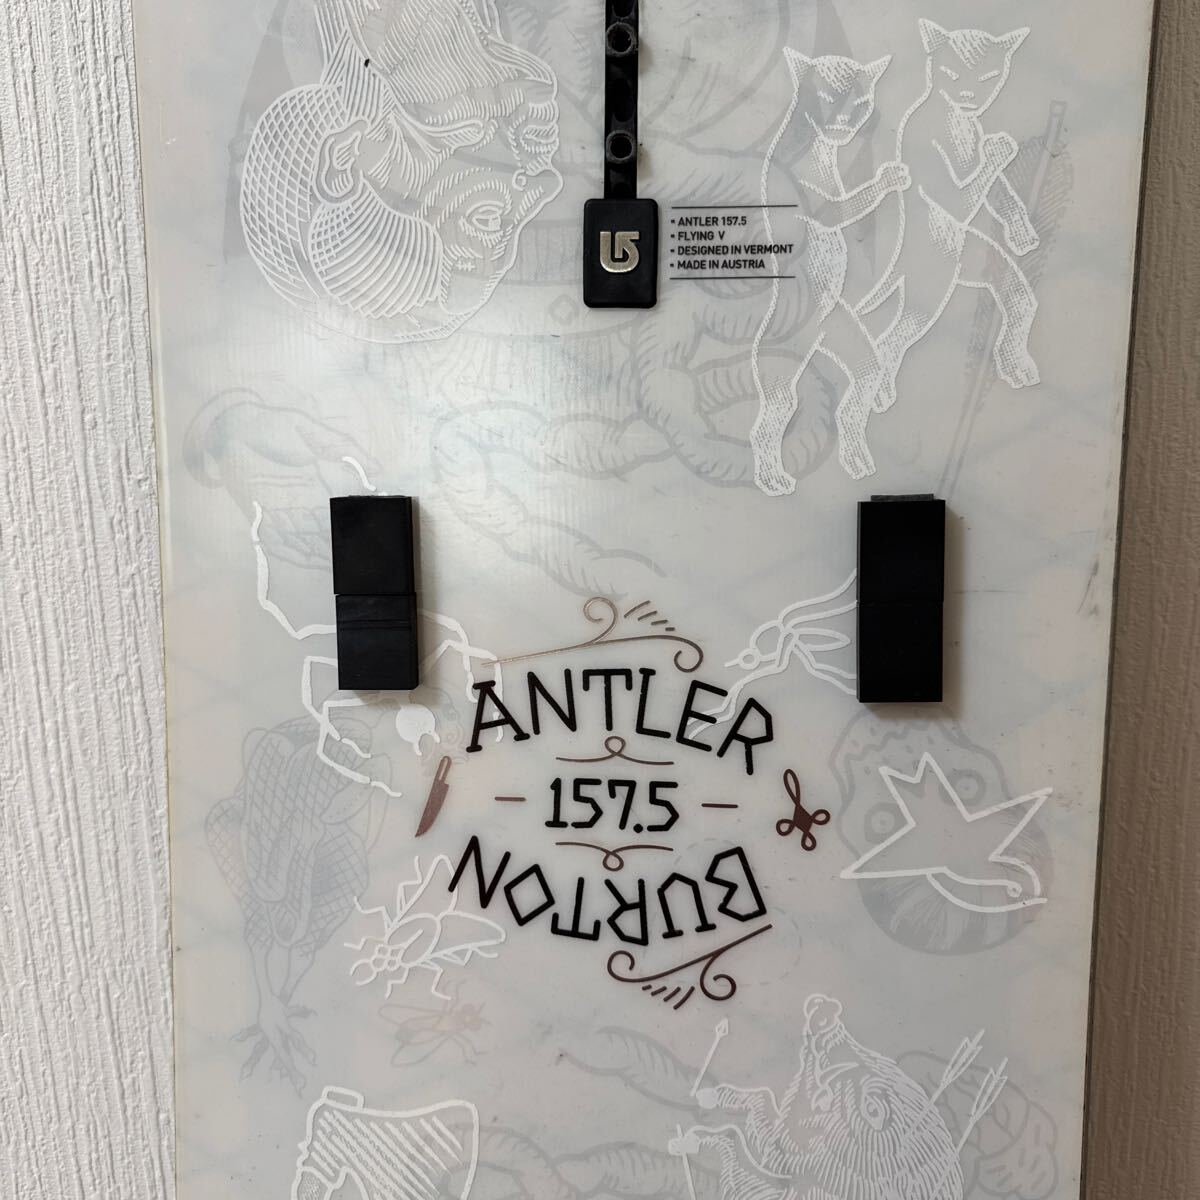 - ANTLER 157.5
- FLYING V
- DESIGNED IN VERMONT
- MADE IN AUSTRIA
ANTLER
157.5
BURTON